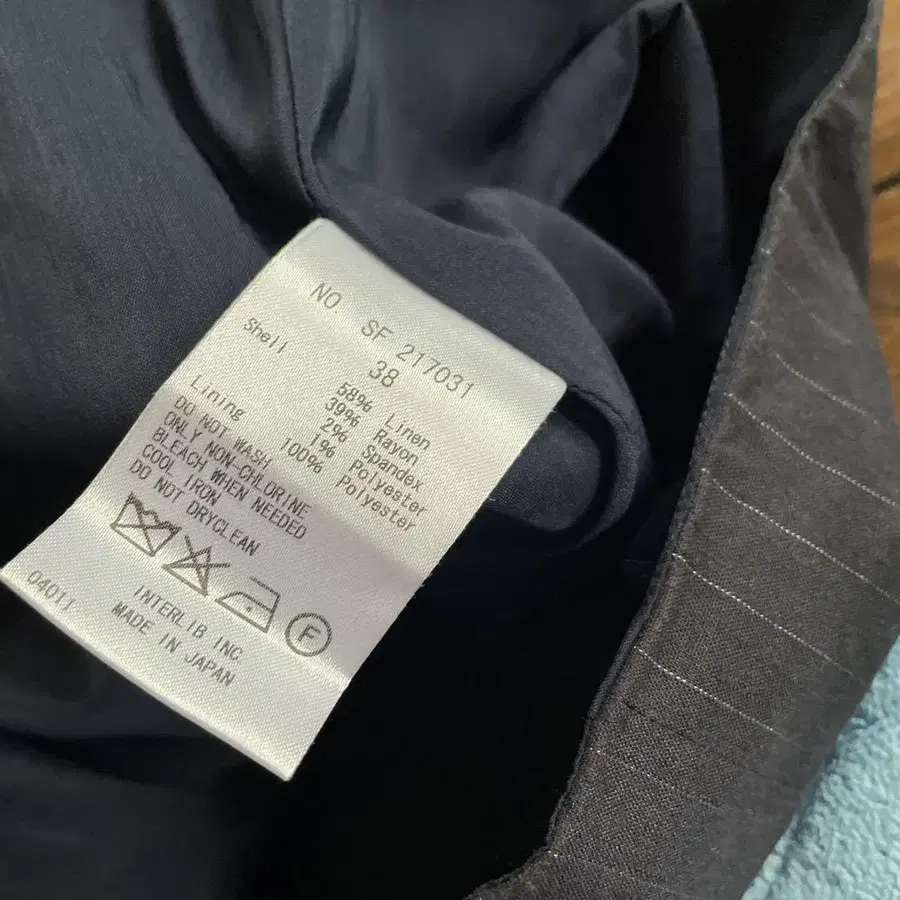 NO. SF 217031
38
Shell 58% Linen
39% Rayon
2% Spandex
1% Polyester
Lining 100% Polyester
DO NOT WASH
ONLY NON-CHLORINE
BLEACH WHEN NEEDED
COOL IRON
DO NOT DRYCLEAN
F
04011
INTERLIB INC.
MADE IN JAPAN